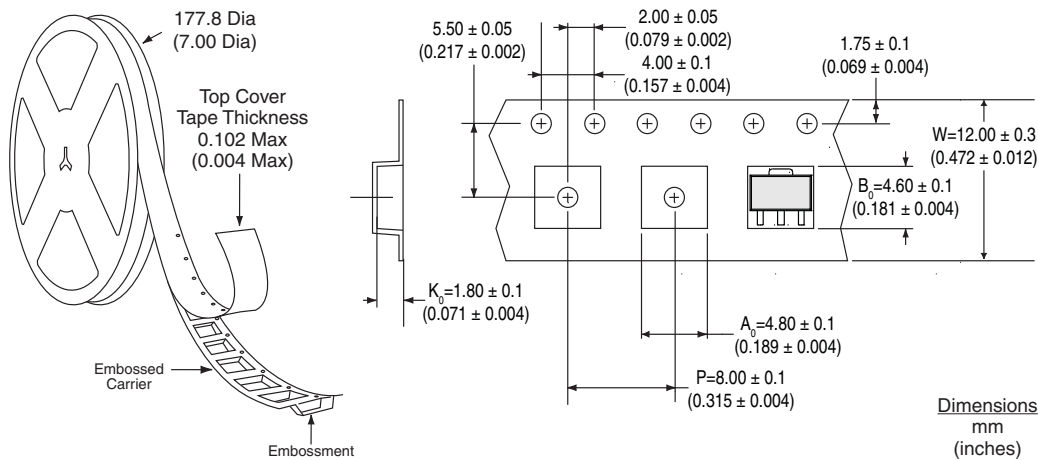 177.8 Dia
(7.00 Dia)
Top Cover
Tape Thickness
0.102 Max
(0.004 Max)
Embossed
Carrier
Embossment
5.50 ± 0.05
(0.217 ± 0.002)
2.00 ± 0.05
(0.079 ± 0.002)
4.00 ± 0.1
(0.157 ± 0.004)
1.75 ± 0.1
(0.069 ± 0.004)
W=12.00 ± 0.3
(0.472 ± 0.012)
B0=4.60 ± 0.1
(0.181 ± 0.004)
K0=1.80 ± 0.1
(0.071 ± 0.004)
A0=4.80 ± 0.1
(0.189 ± 0.004)
P=8.00 ± 0.1
(0.315 ± 0.004)
Dimensions
mm
(inches)